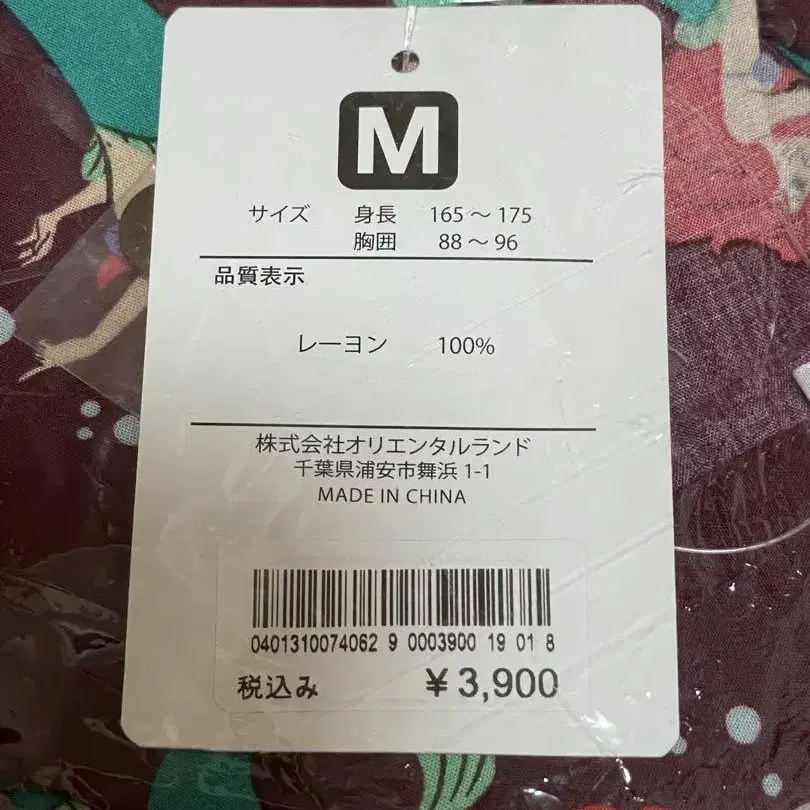 M
サイズ 身長 165～175
胸囲 88～96
品質表示
レーヨン 100%
株式会社オリエンタルランド
千葉県浦安市舞浜 1-1
MADE IN CHINA
0401310074062 9 0003900 19 01 8
税込み ¥3,900